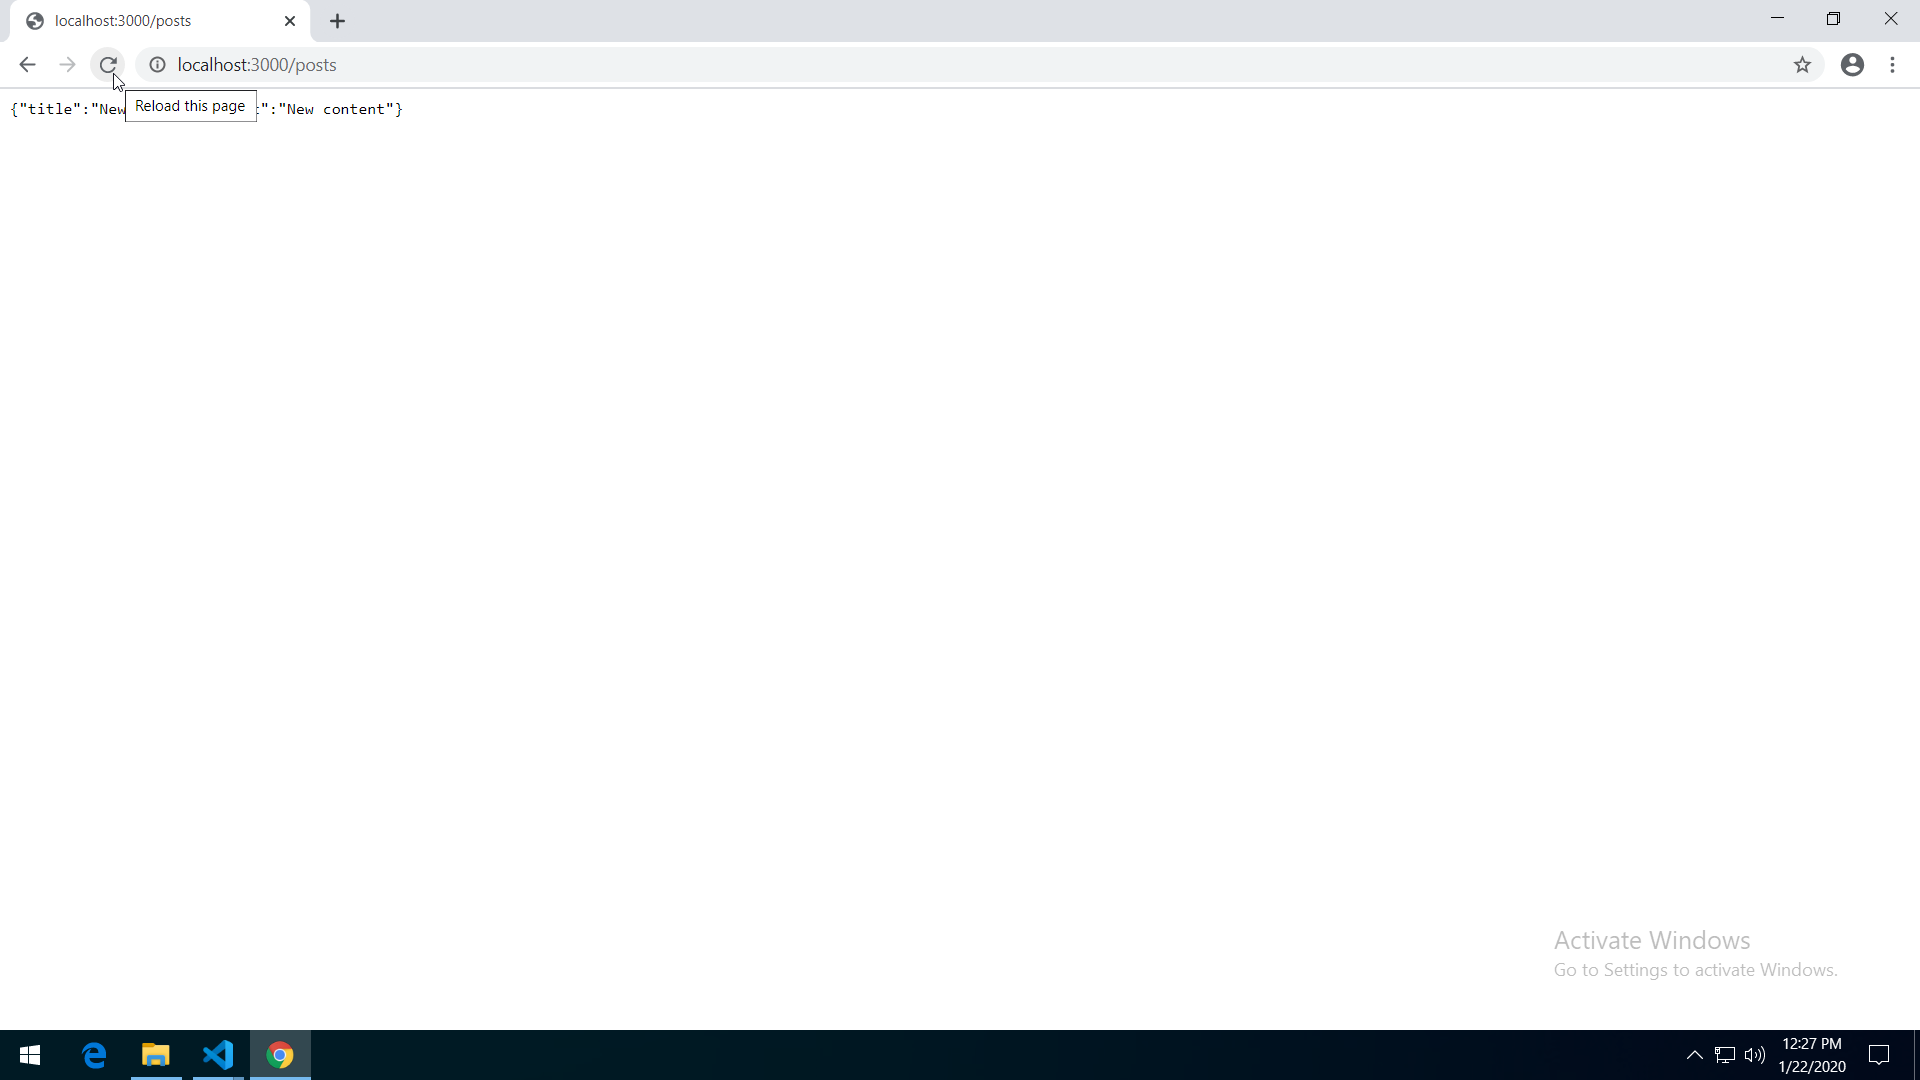 localhost:3000/posts
localhost:3000/posts
{"title":"New ":"New content"}
Reload this page
Activate Windows
Go to Settings to activate Windows.
12:27 PM
1/22/2020